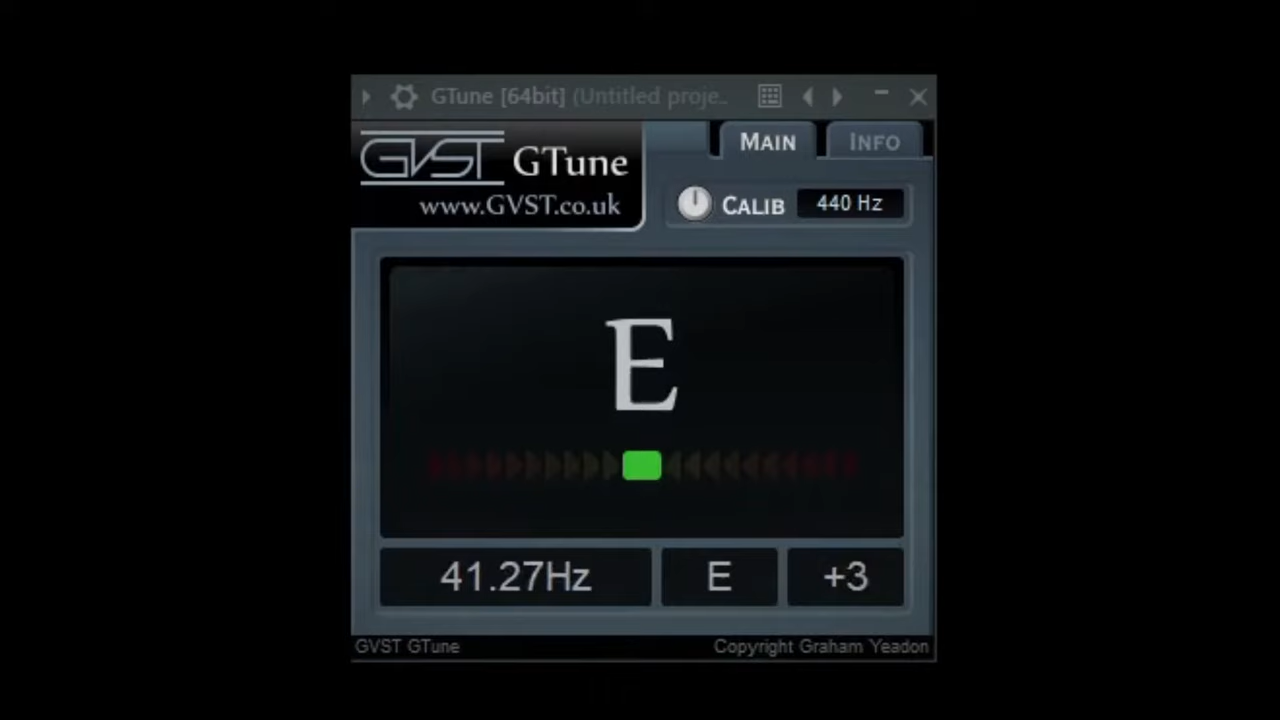 GTune [64bit] (Untitled proje..
GVST GTune
www.GVST.co.uk
MAIN
INFO
CALIB
440 Hz
E
41.27Hz
E
+3
GVST GTune
Copyright Graham Yeadon